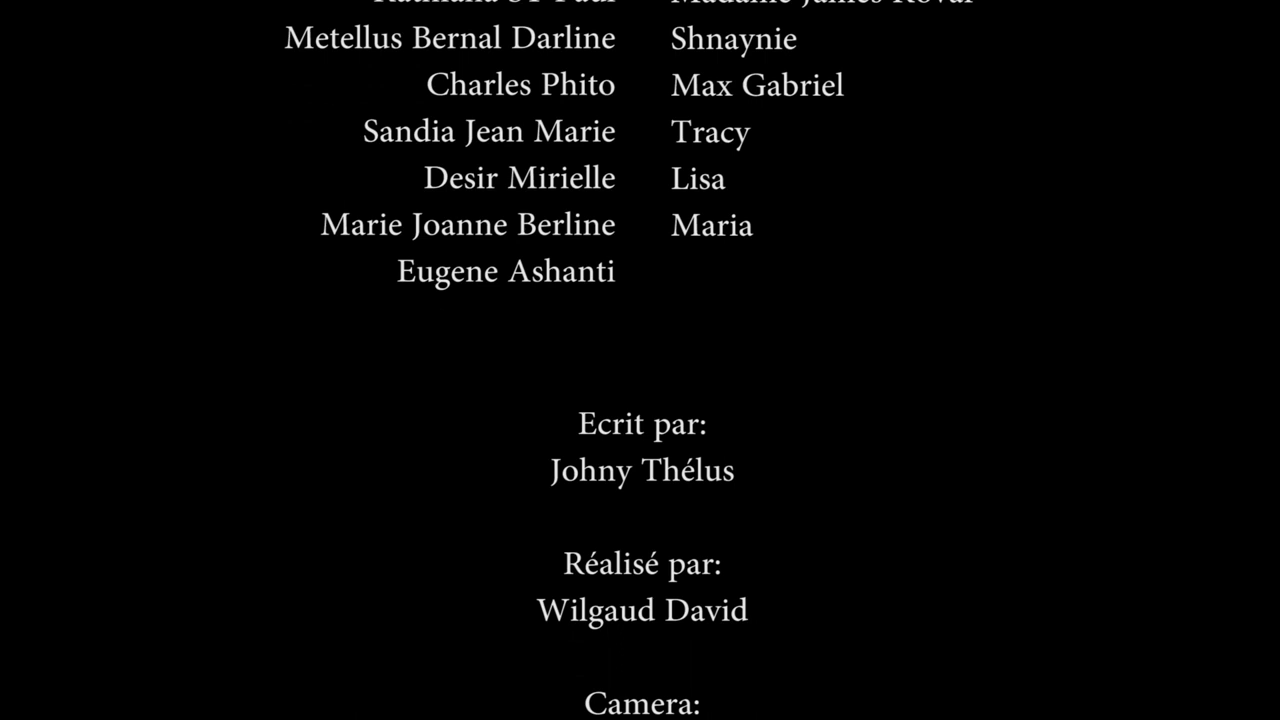 Metellus Bernal Darline Shnaynie
Charles Phito Max Gabriel
Sandia Jean Marie Tracy
Desir Mirielle Lisa
Marie Joanne Berline Maria
Eugene Ashanti
Ecrit par:
Johny Thélus
Réalisé par:
Wilgaud David
Camera: